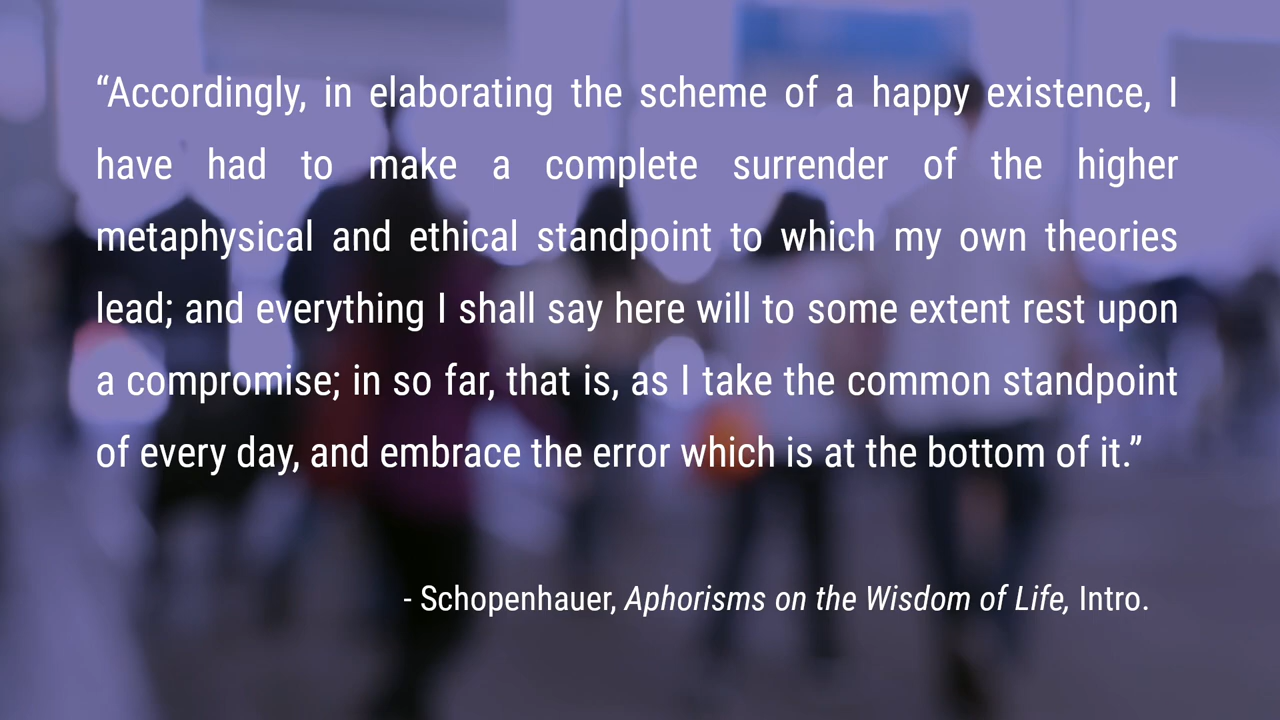 “Accordingly, in elaborating the scheme of a happy existence, I
have had to make a complete surrender of the higher
metaphysical and ethical standpoint to which my own theories
lead; and everything I shall say here will to some extent rest upon
a compromise; in so far, that is, as I take the common standpoint
of every day, and embrace the error which is at the bottom of it.”
- Schopenhauer, Aphorisms on the Wisdom of Life, Intro.